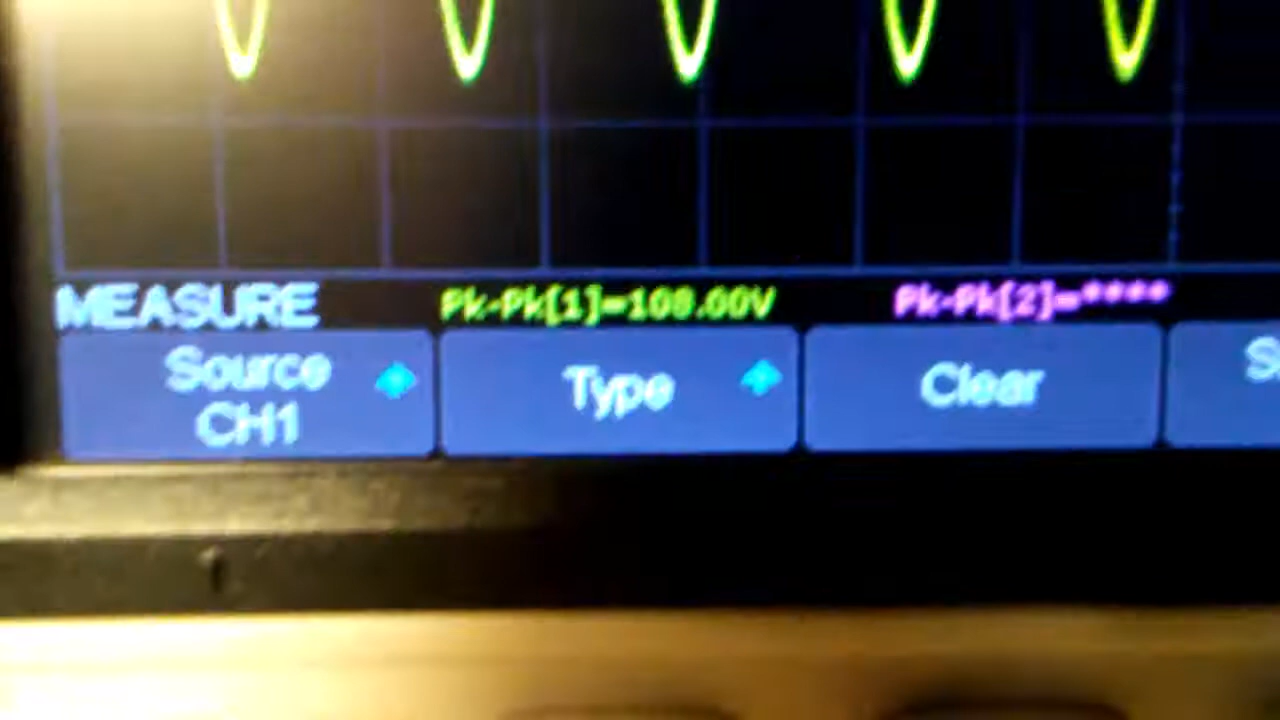 MEASURE Pk-Pk[1]=108.00V Pk-Pk[2]=****
Source
CH1
Type
Clear